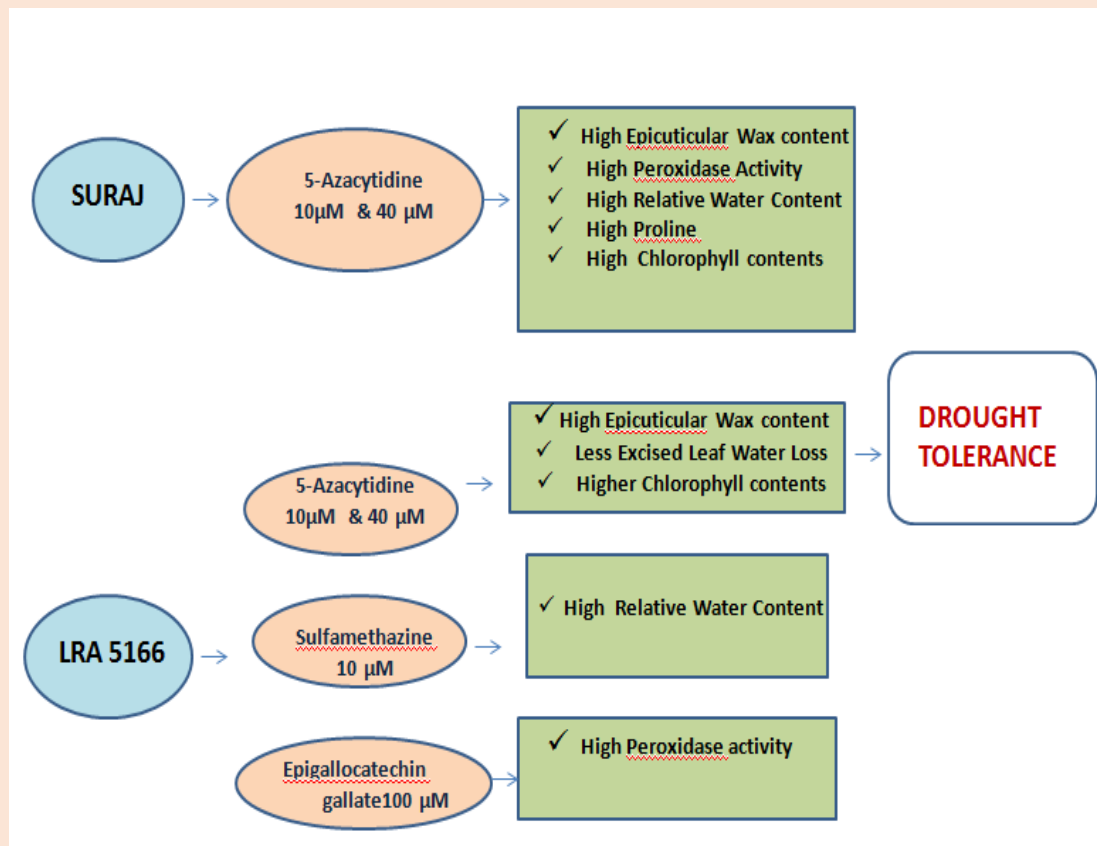 SURAJ
5-Azacytidine
10µM & 40 µM
✓ High Epicuticular Wax content
✓ High Peroxidase Activity
✓ High Relative Water Content
✓ High Proline
✓ High Chlorophyll contents
LRA 5166
5-Azacytidine
10µM & 40 µM
✓ High Epicuticular Wax content
✓ Less Excised Leaf Water Loss
✓ Higher Chlorophyll contents
DROUGHT
TOLERANCE
Sulfamethazine
10 µM
✓ High Relative Water Content
Epigallocatechin
gallate100 µM
✓ High Peroxidase activity